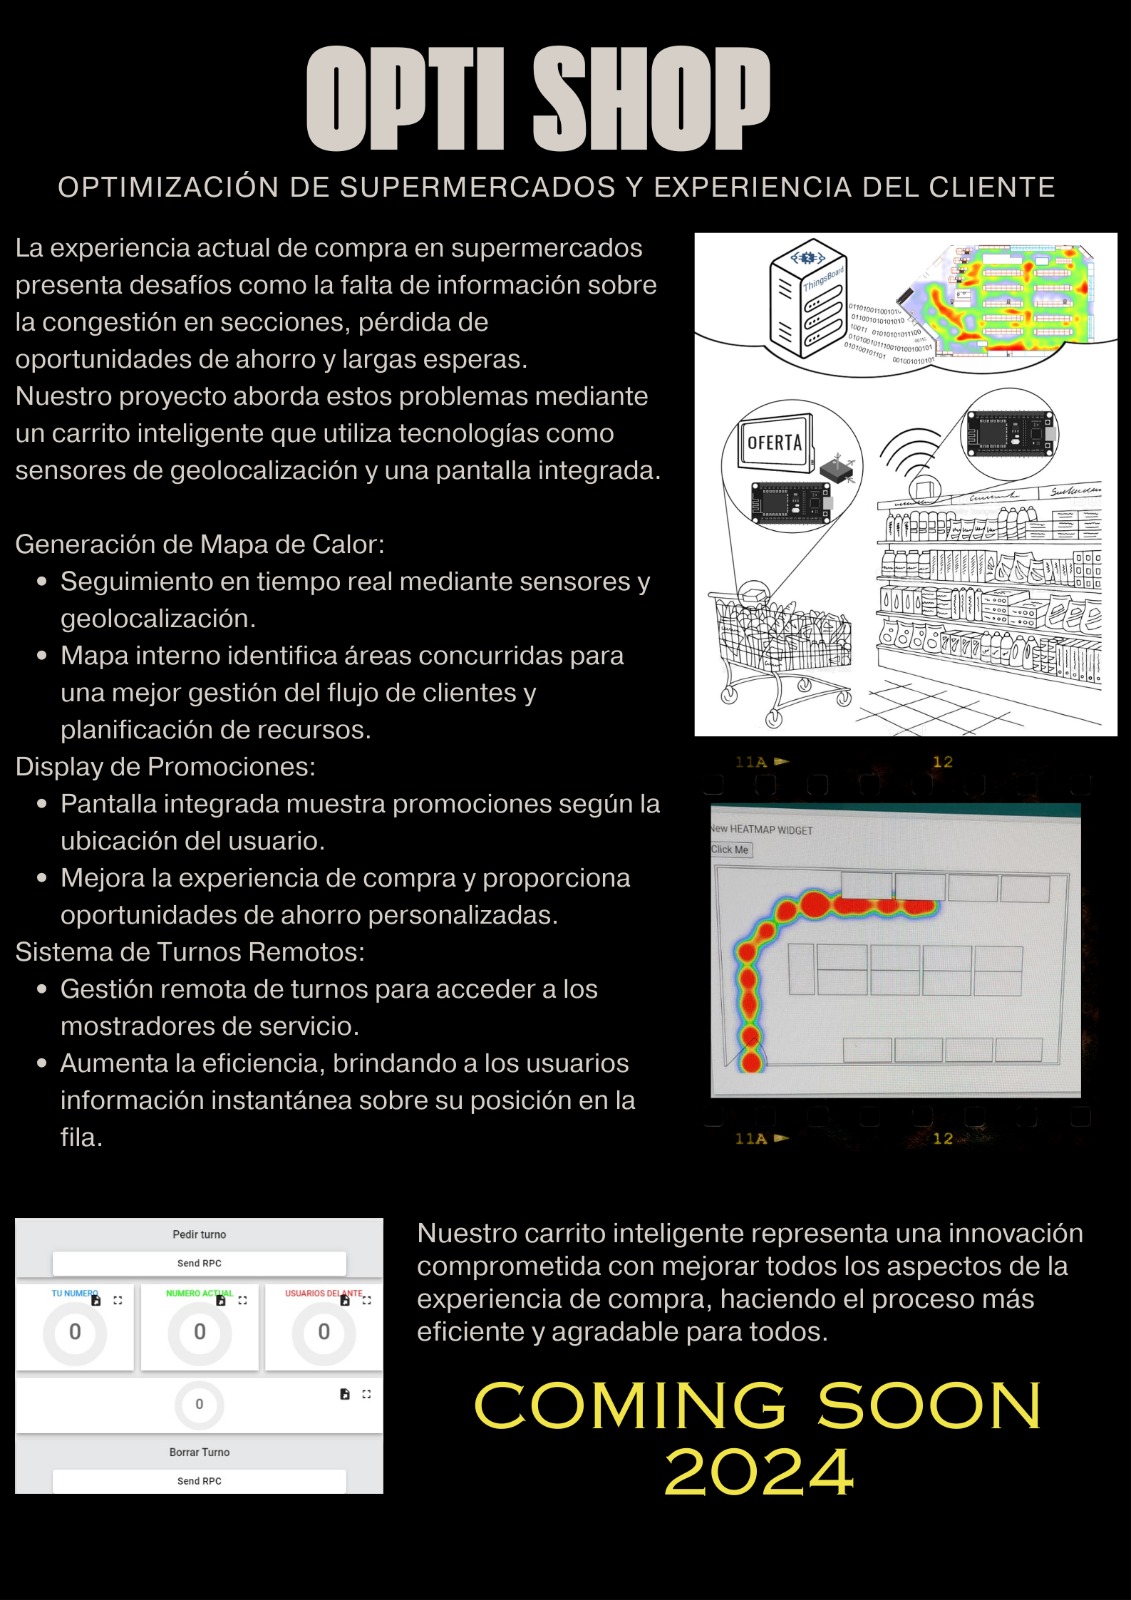 OPTI SHOP
OPTIMIZACIÓN DE SUPERMERCADOS Y EXPERIENCIA DEL CLIENTE
La experiencia actual de compra en supermercados
presenta desafíos como la falta de información sobre
la congestión en secciones, pérdida de
oportunidades de ahorro y largas esperas.
Nuestro proyecto aborda estos problemas mediante
un carrito inteligente que utiliza tecnologías como
sensores de geolocalización y una pantalla integrada.
Generación de Mapa de Calor:
• Seguimiento en tiempo real mediante sensores y
geolocalización.
• Mapa interno identifica áreas concurridas para
una mejor gestión del flujo de clientes y
planificación de recursos.
Display de Promociones:
• Pantalla integrada muestra promociones según la
ubicación del usuario.
• Mejora la experiencia de compra y proporciona
oportunidades de ahorro personalizadas.
Sistema de Turnos Remotos:
• Gestión remota de turnos para acceder a los
mostradores de servicio.
• Aumenta la eficiencia, brindando a los usuarios
información instantánea sobre su posición en la
fila.
ThingsBoard
OFERTA
11A ► 12
New HEATMAP WIDGET
Click Me
11A ► 12
Pedir turno
Send RPC
TU NUMERO
NUMERO ACTUAL
USUARIOS DELANTE
0
0
0
0
Borrar Turno
Send RPC
Nuestro carrito inteligente representa una innovación
comprometida con mejorar todos los aspectos de la
experiencia de compra, haciendo el proceso más
eficiente y agradable para todos.
COMING SOON
2024